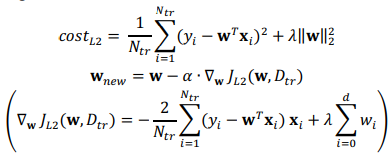 cost_{L2} = \frac{1}{N_{tr}} \sum_{i=1}^{N_{tr}} (y_i - \mathbf{w}^T \mathbf{x}_i)^2 + \lambda \|\mathbf{w}\|_2^2
\mathbf{w}_{new} = \mathbf{w} - \alpha \cdot \nabla_{\mathbf{w}} J_{L2}(\mathbf{w}, D_{tr})
\left( \nabla_{\mathbf{w}} J_{L2}(\mathbf{w}, D_{tr}) = -\frac{2}{N_{tr}} \sum_{i=1}^{N_{tr}} (y_i - \mathbf{w}^T \mathbf{x}_i) \mathbf{x}_i + \lambda \sum_{i=0}^{d} w_i \right)